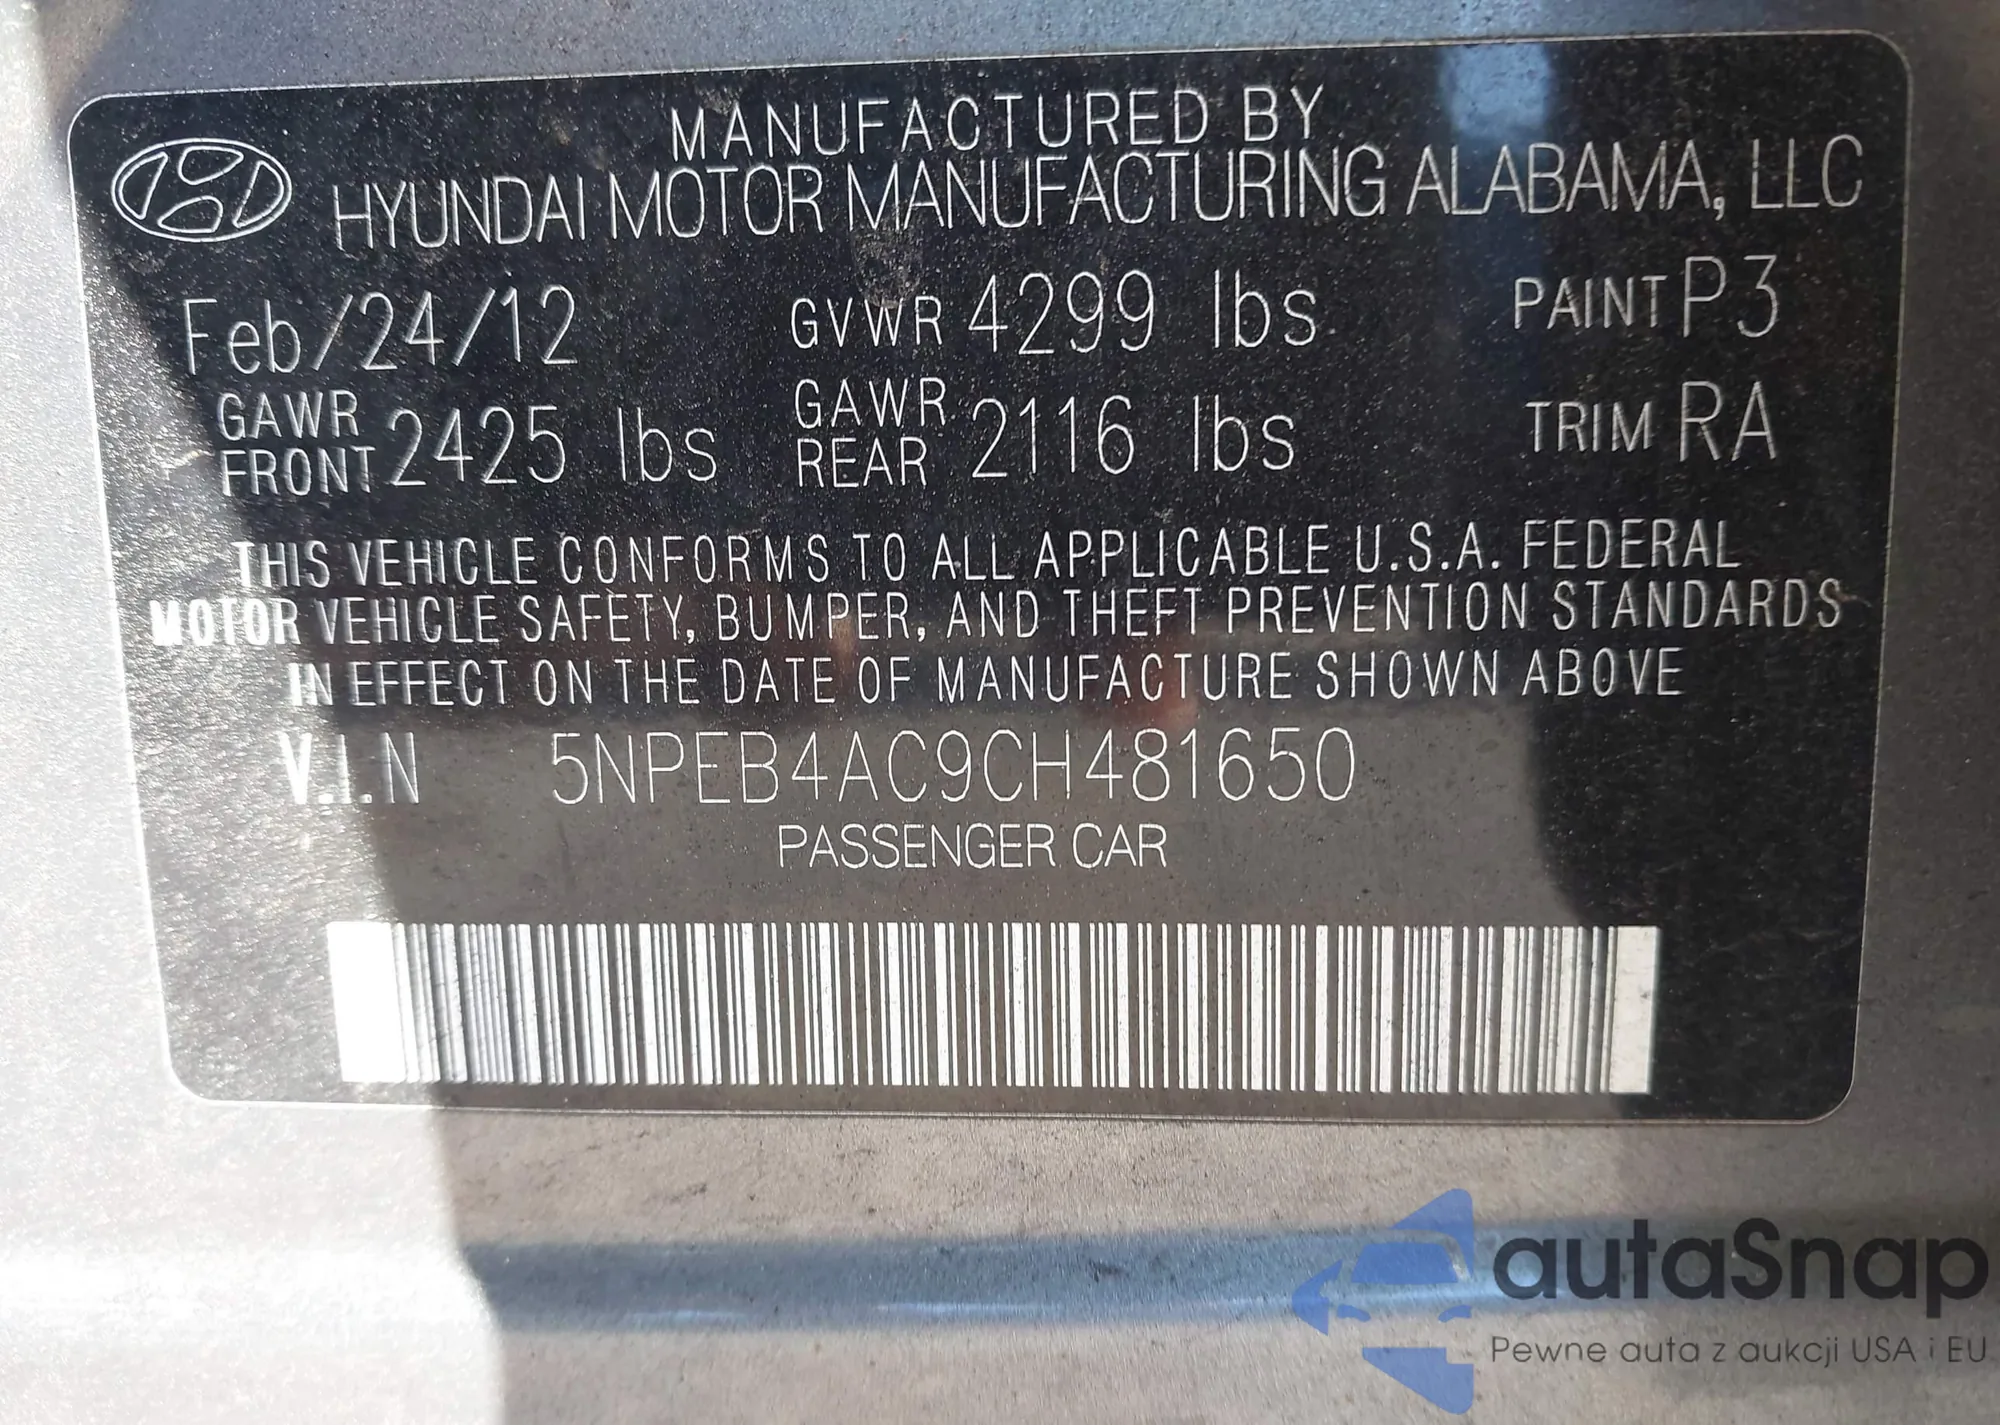 MANUFACTURED BY
HYUNDAI MOTOR MANUFACTURING ALABAMA, LLC
Feb/24/12 GVWR 4299 lbs PAINT P3
GAWR FRONT 2425 lbs GAWR REAR 2116 lbs TRIM RA
THIS VEHICLE CONFORMS TO ALL APPLICABLE U.S.A. FEDERAL
MOTOR VEHICLE SAFETY, BUMPER, AND THEFT PREVENTION STANDARDS
IN EFFECT ON THE DATE OF MANUFACTURE SHOWN ABOVE
V.I.N 5NPEB4AC9CH481650
PASSENGER CAR
autaSnap
Pewne auta z aukcji USA i EU